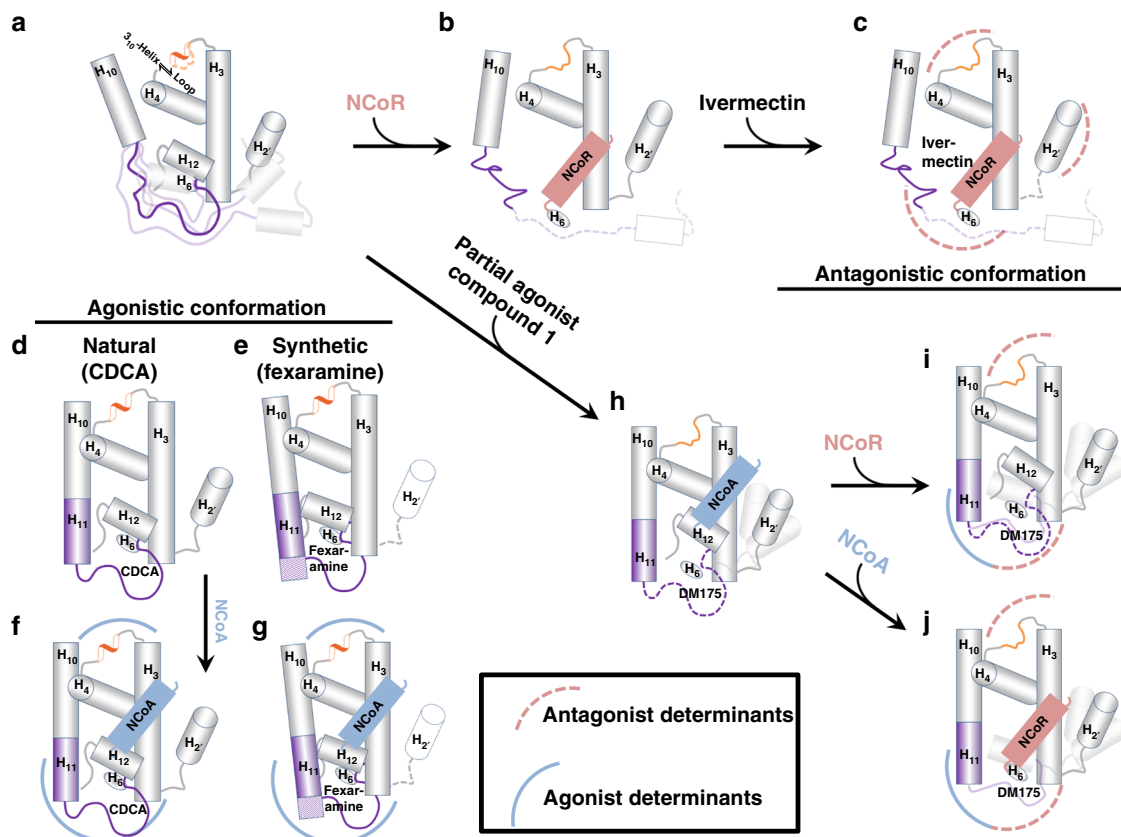 a
3₁₀-Helix
Loop
H₁₀
H₃
H₄
H₁₂
H₆
H₂′
NCoR
b
H₁₀
H₃
H₄
NCoR
H₂′
H₆
Ivermectin
c
H₁₀
H₃
H₄
Iver-
mectin
NCoR
H₂′
H₆
Antagonistic conformation
Partial agonist
compound 1
Agonistic conformation
d
Natural
(CDCA)
H₁₀
H₃
H₄
H₁₁
H₁₂
H₆
H₂′
CDCA
e
Synthetic
(fexaramine)
H₁₀
H₃
H₄
H₁₁
H₁₂
H₆
H₂′
Fexar-
amine
NCoA
f
H₁₀
H₃
H₄
NCoA
H₁₁
H₁₂
H₆
H₂′
CDCA
g
H₁₀
H₃
H₄
NCoA
H₁₁
H₁₂
H₆
H₂′
Fexar-
amine
h
H₁₀
H₃
H₄
NCoA
H₁₂
H₂′
H₁₁
H₆
DM175
NCoR
NCoA
i
H₁₀
H₃
H₄
H₁₂
H₂′
H₁₁
H₆
DM175
j
H₁₀
H₃
H₄
NCoR
H₂′
H₁₁
H₆
DM175
Antagonist determinants
Agonist determinants